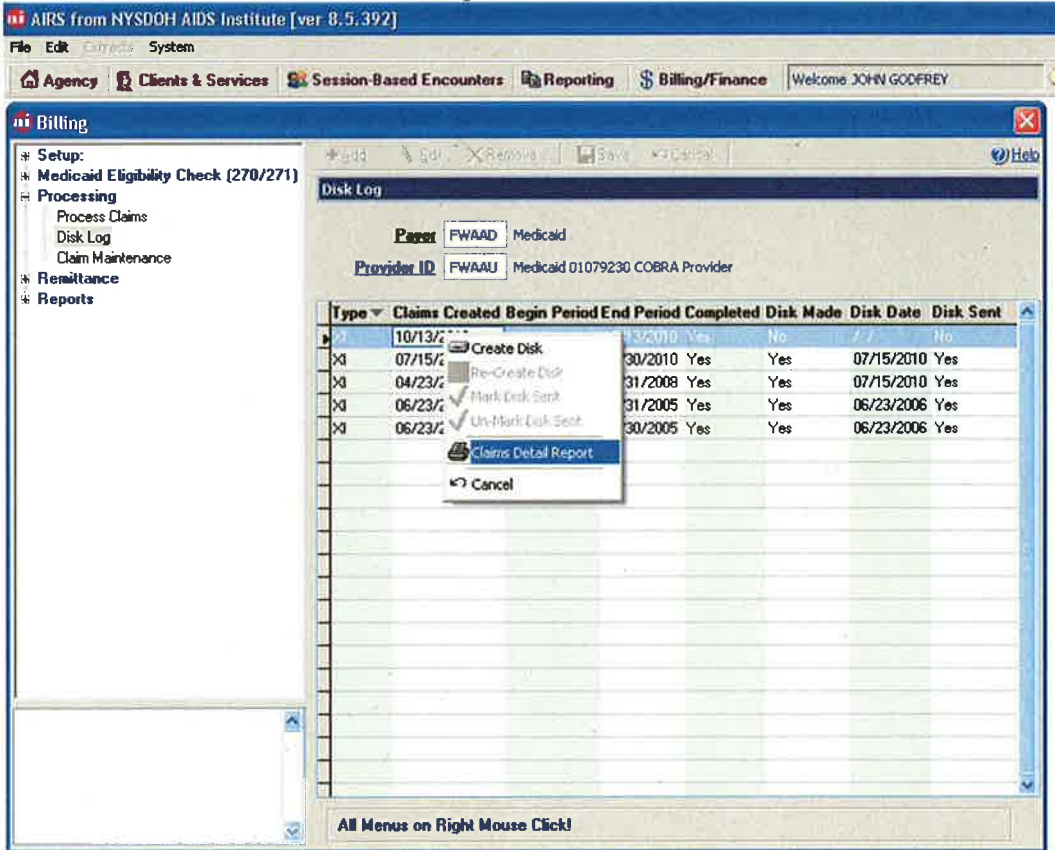 AIRS from NYSDOH AIDS Institute [ver 8.5.392]
File Edit Extracts System
Agency Clients & Services Session-Based Encounters Reporting $ Billing/Finance Welcome JOHN GODFREY
Billing
Setup:
Medicaid Eligibility Check (270/271)
Processing
Process Claims
Disk Log
Claim Maintenance
Remittance
Reports
Add Edit Remove Save Cancel Help
Disk Log
Payor FWAAD Medicaid
Provider ID FWAAU Medicaid 01079230 COBRA Provider
Type Claims Created Begin Period End Period Completed Disk Made Disk Date Disk Sent
XI 10/13/2010 13/2010 Yes No / / No
XI 07/15/2 30/2010 Yes Yes 07/15/2010 Yes
XI 04/23/2 31/2008 Yes Yes 07/15/2010 Yes
XI 06/23/2 31/2005 Yes Yes 06/23/2006 Yes
XI 06/23/2 30/2005 Yes Yes 06/23/2006 Yes
Create Disk
Re-Create Disk
Mark Disk Sent
Un-Mark Disk Sent
Claims Detail Report
Cancel
All Menus on Right Mouse Click!